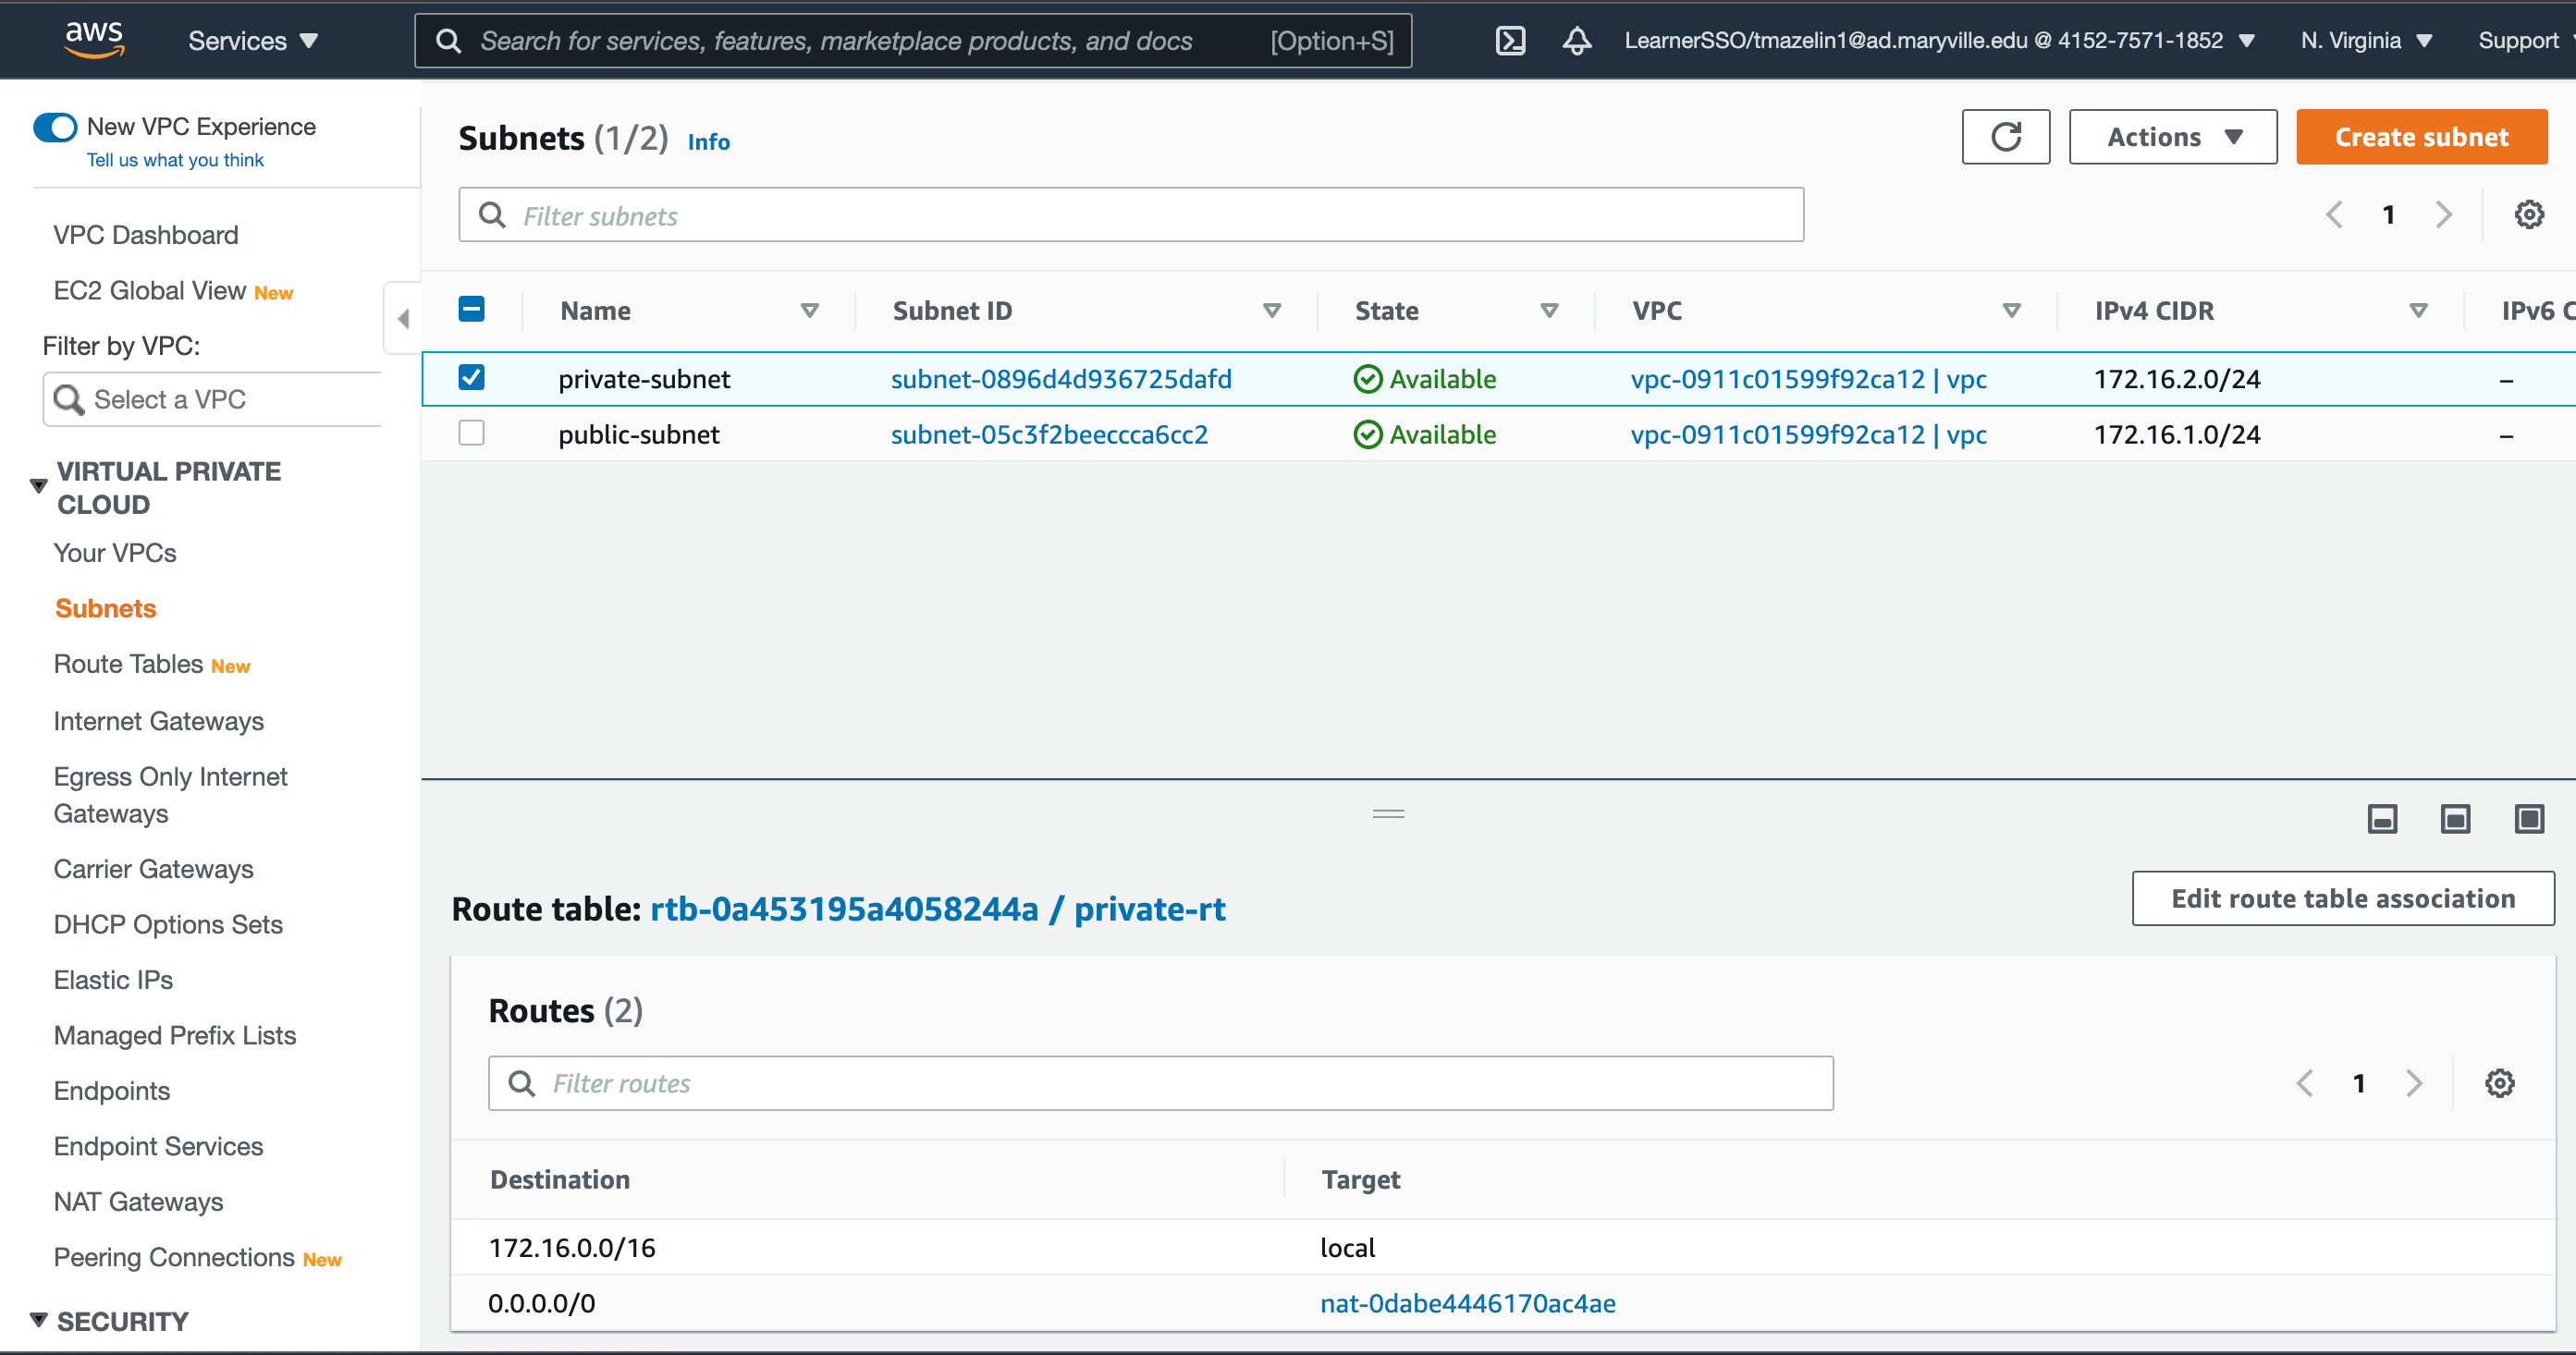 aws
Services
Search for services, features, marketplace products, and docs [Option+S]
LearnerSSO/tmazelin1@ad.maryville.edu @ 4152-7571-1852
N. Virginia
Support
New VPC Experience
Tell us what you think
VPC Dashboard
EC2 Global View New
Filter by VPC:
Select a VPC
VIRTUAL PRIVATE
CLOUD
Your VPCs
Subnets
Route Tables New
Internet Gateways
Egress Only Internet
Gateways
Carrier Gateways
DHCP Options Sets
Elastic IPs
Managed Prefix Lists
Endpoints
Endpoint Services
NAT Gateways
Peering Connections New
SECURITY
Subnets (1/2) Info
Actions
Create subnet
Filter subnets
1
Name Subnet ID State VPC IPv4 CIDR IPv6 C
private-subnet subnet-0896d4d936725dafd Available vpc-0911c01599f92ca12 | vpc 172.16.2.0/24 –
public-subnet subnet-05c3f2beeccca6cc2 Available vpc-0911c01599f92ca12 | vpc 172.16.1.0/24 –
Route table: rtb-0a453195a4058244a / private-rt
Edit route table association
Routes (2)
Filter routes
1
Destination Target
172.16.0.0/16 local
0.0.0.0/0 nat-0dabe4446170ac4ae